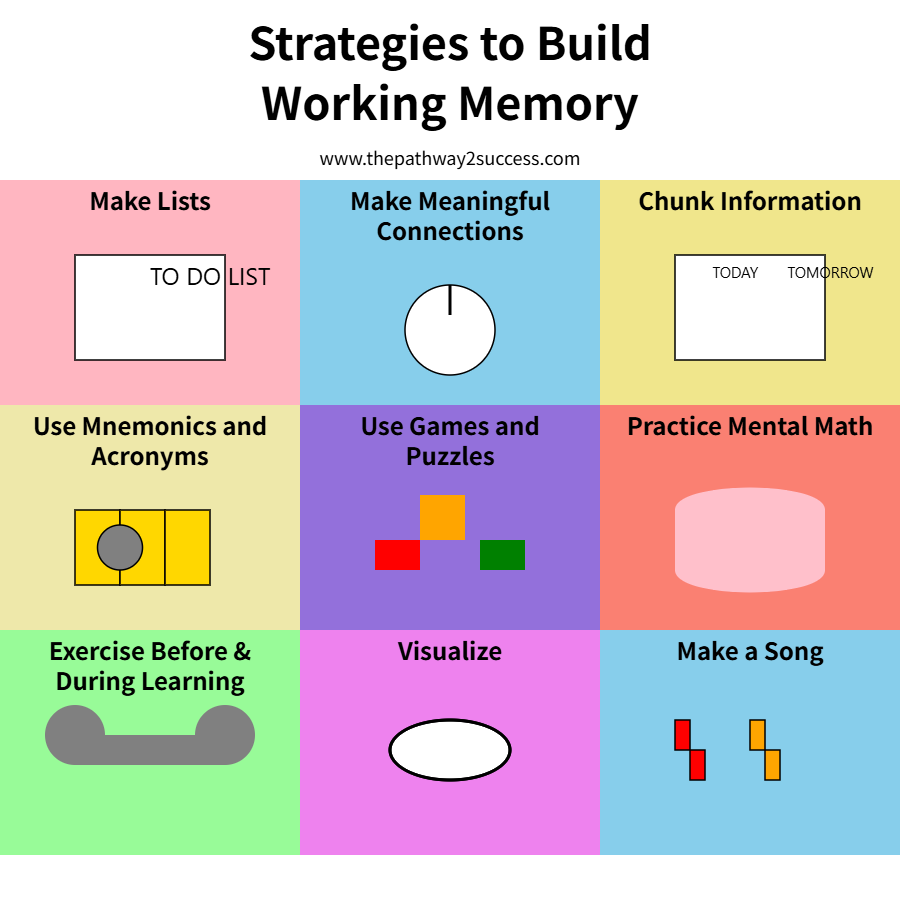 Strategies to Build
Working Memory
www.thepathway2success.com
Make Lists
TO DO LIST
Make Meaningful
Connections
Chunk Information
TODAY
TOMORROW
Use Mnemonics and
Acronyms
Use Games and
Puzzles
Practice Mental Math
Exercise Before &
During Learning
Visualize
Make a Song